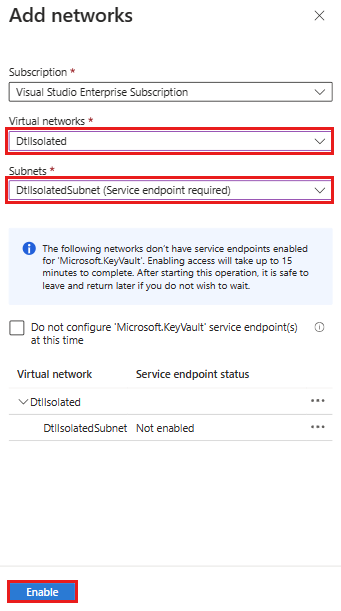 Add networks
Subscription *
Visual Studio Enterprise Subscription
Virtual networks *
DtlIsolated
Subnets *
DtlIsolatedSubnet (Service endpoint required)
The following networks don't have service endpoints enabled
for 'Microsoft.KeyVault'. Enabling access will take up to 15
minutes to complete. After starting this operation, it is safe to
leave and return later if you do not wish to wait.
Do not configure 'Microsoft.KeyVault' service endpoint(s)
at this time
Virtual network Service endpoint status
DtlIsolated
DtlIsolatedSubnet Not enabled
Enable